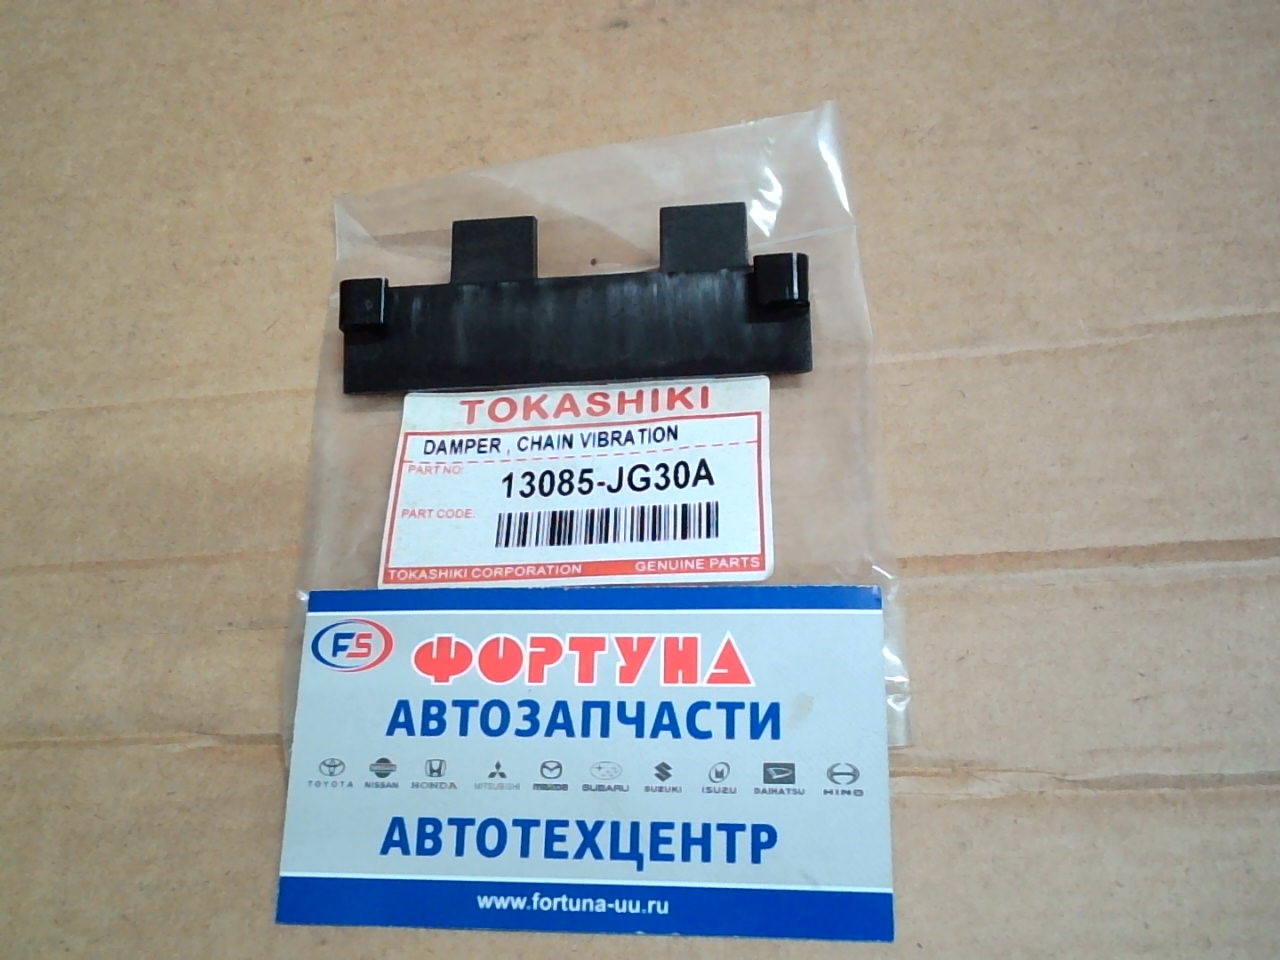 TOKASHIKI
DAMPER , CHAIN VIBRATION
PART NO:
13085-JG30A
PART CODE:
TOKASHIKI CORPORATION GENUINE PARTS
FS ФОРТУНА
АВТОЗАПЧАСТИ
TOYOTA NISSAN HONDA MITSUBISHI mazda SUBARU SUZUKI ISUZU DAIHATSU HINO
АВТОТЕХЦЕНТР
www.fortuna-uu.ru